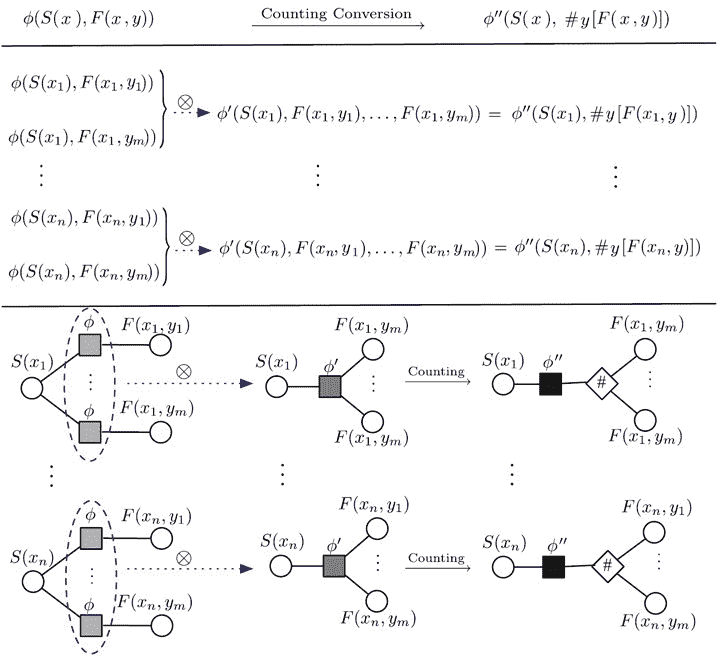 ϕ(S(x), F(x, y)) Counting Conversion ϕ′′(S(x), #y[F(x, y)])
ϕ(S(x₁), F(x₁, y₁))
⊗
ϕ′(S(x₁), F(x₁, y₁), . . . , F(x₁, yₘ)) = ϕ′′(S(x₁), #y[F(x₁, y)])
ϕ(S(x₁), F(x₁, yₘ))
⋮ ⋮ ⋮
ϕ(S(xₙ), F(xₙ, y₁))
⊗
ϕ′(S(xₙ), F(xₙ, y₁), . . . , F(xₙ, yₘ)) = ϕ′′(S(xₙ), #y[F(xₙ, y)])
ϕ(S(xₙ), F(xₙ, yₘ))
ϕ F(x₁, y₁) F(x₁, yₘ) F(x₁, yₘ)
S(x₁) ⋮ ⊗ S(x₁) ϕ′ ⋮ Counting S(x₁) ϕ′′ # ⋮
ϕ F(x₁, yₘ) F(x₁, yₘ) F(x₁, yₘ)
⋮ ⋮ ⋮
ϕ F(xₙ, y₁) F(xₙ, y₁) F(xₙ, y₁)
S(xₙ) ⋮ ⊗ S(xₙ) ϕ′ ⋮ Counting S(xₙ) ϕ′′ # ⋮
ϕ F(xₙ, yₘ) F(xₙ, yₘ) F(xₙ, yₘ)